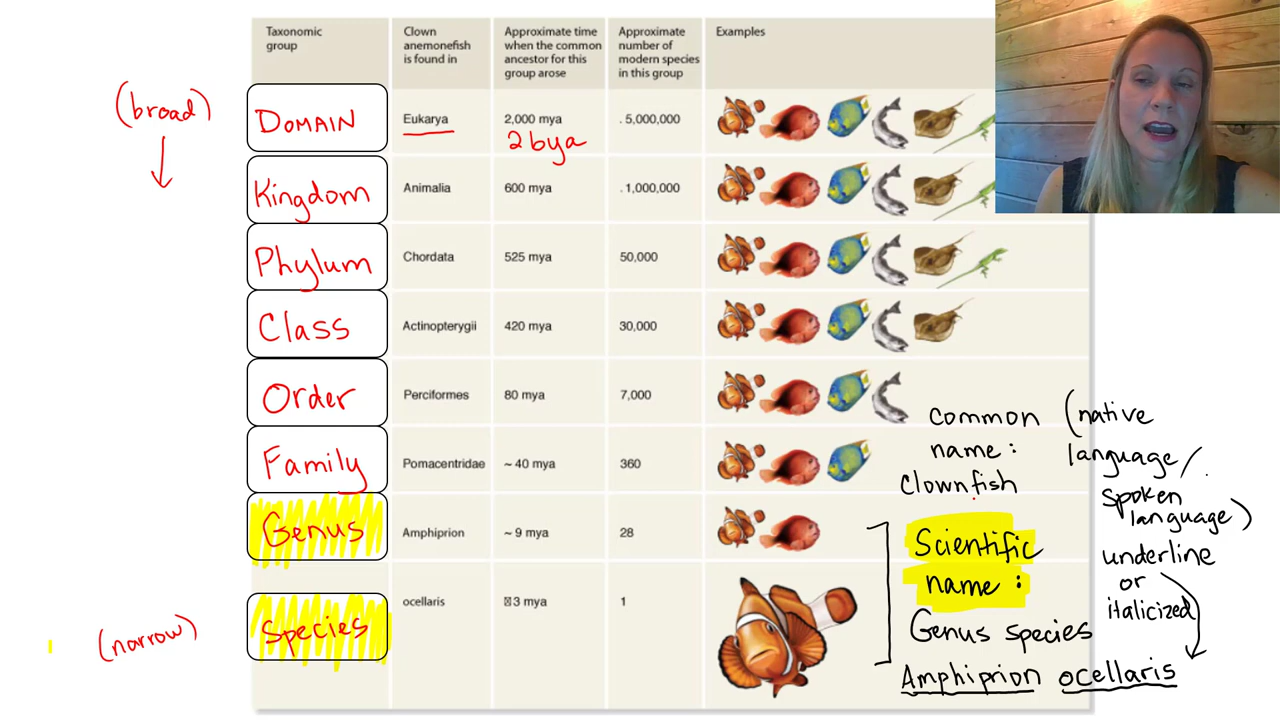 Taxonomic
group
Clown
anemonefish
is found in
Approximate time
when the common
ancestor for this
group arose
Approximate
number of
modern species
in this group
Examples
(broad)
DOMAIN
Eukarya
2,000 mya
2 bya
. 5,000,000
Kingdom
Animalia
600 mya
. 1,000,000
Phylum
Chordata
525 mya
50,000
Class
Actinopterygii
420 mya
30,000
Order
Perciformes
80 mya
7,000
Family
Pomacentridae
~ 40 mya
360
Genus
Amphiprion
~ 9 mya
28
(narrow)
Species
ocellaris
3 mya
1
common
name:
Clownfish
(native
language/
spoken
language)
Scientific
name:
Genus species
Amphiprion ocellaris
underline
or
italicized